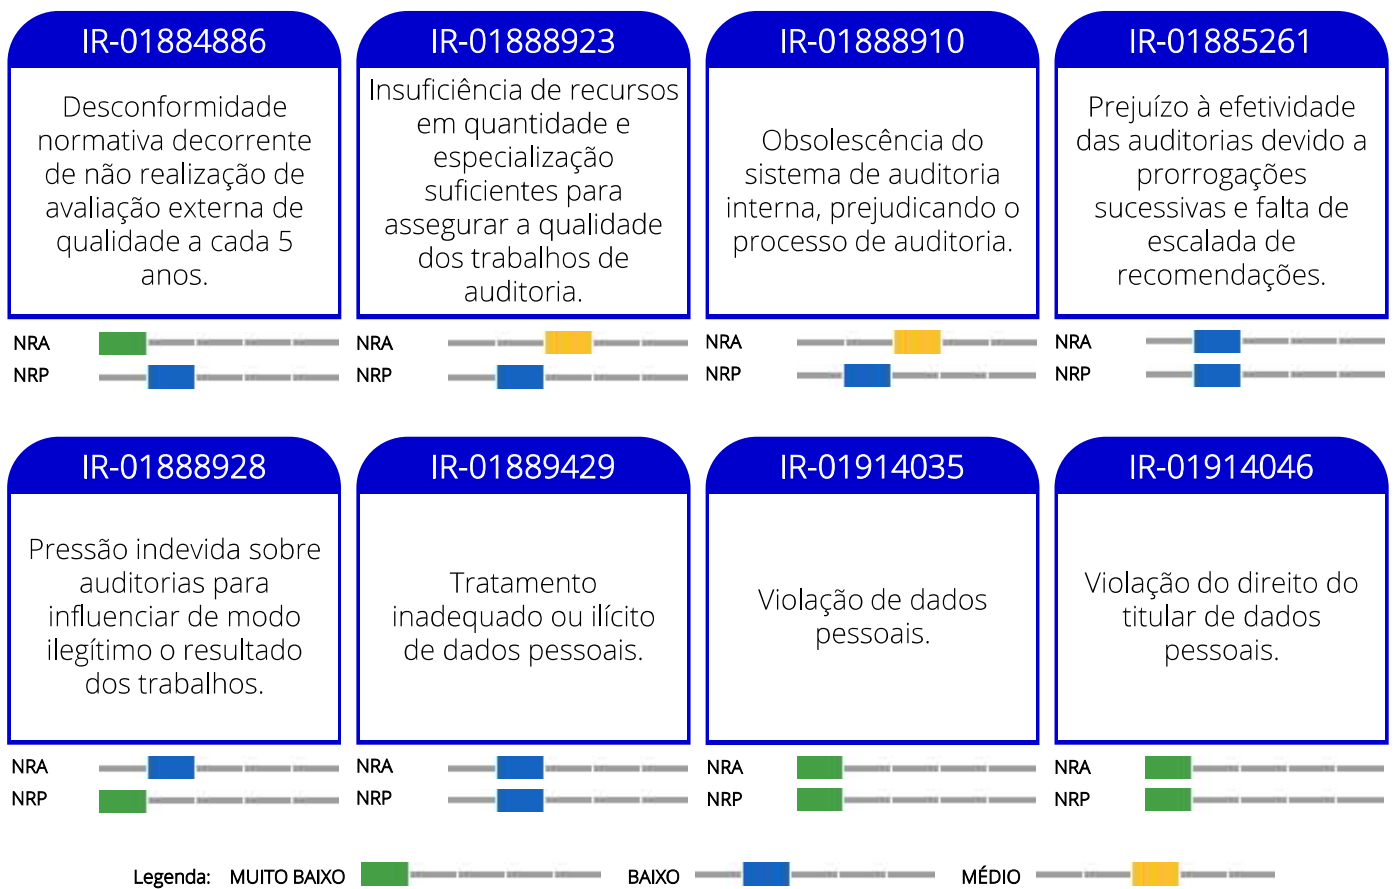 IR-01884886
Desconformidade
normativa decorrente
de não realização de
avaliação externa de
qualidade a cada 5
anos.
NRA
NRP
IR-01888923
Insuficiência de recursos
em quantidade e
especialização
suficientes para
assegurar a qualidade
dos trabalhos de
auditoria.
NRA
NRP
IR-01888910
Obsolescência do
sistema de auditoria
interna, prejudicando o
processo de auditoria.
NRA
NRP
IR-01885261
Prejuízo à efetividade
das auditorias devido a
prorrogações
sucessivas e falta de
escalada de
recomendações.
NRA
NRP
IR-01888928
Pressão indevida sobre
auditorias para
influenciar de modo
ilegítimo o resultado
dos trabalhos.
NRA
NRP
IR-01889429
Tratamento
inadequado ou ilícito
de dados pessoais.
NRA
NRP
IR-01914035
Violação de dados
pessoais.
NRA
NRP
IR-01914046
Violação do direito do
titular de dados
pessoais.
NRA
NRP
Legenda: MUITO BAIXO BAIXO MÉDIO